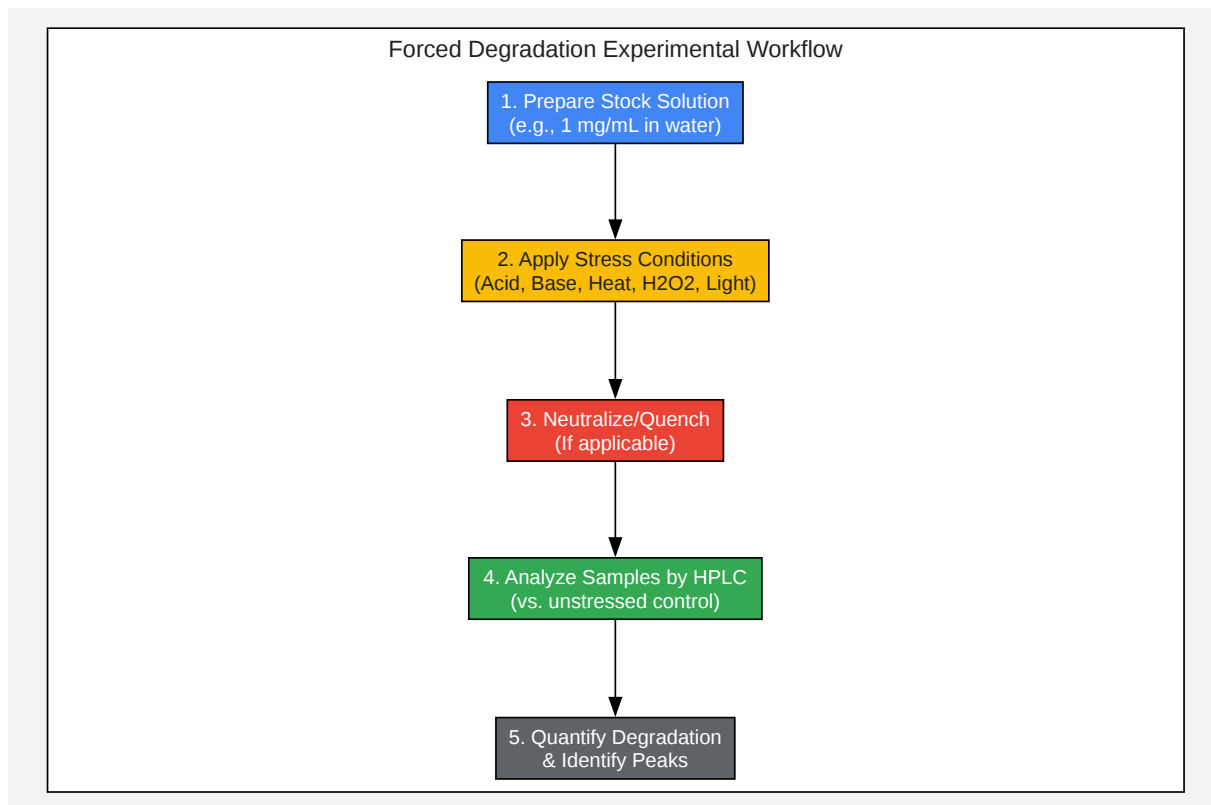 Forced Degradation Experimental Workflow
1. Prepare Stock Solution
(e.g., 1 mg/mL in water)
2. Apply Stress Conditions
(Acid, Base, Heat, H2O2, Light)
3. Neutralize/Quench
(If applicable)
4. Analyze Samples by HPLC
(vs. unstressed control)
5. Quantify Degradation
& Identify Peaks